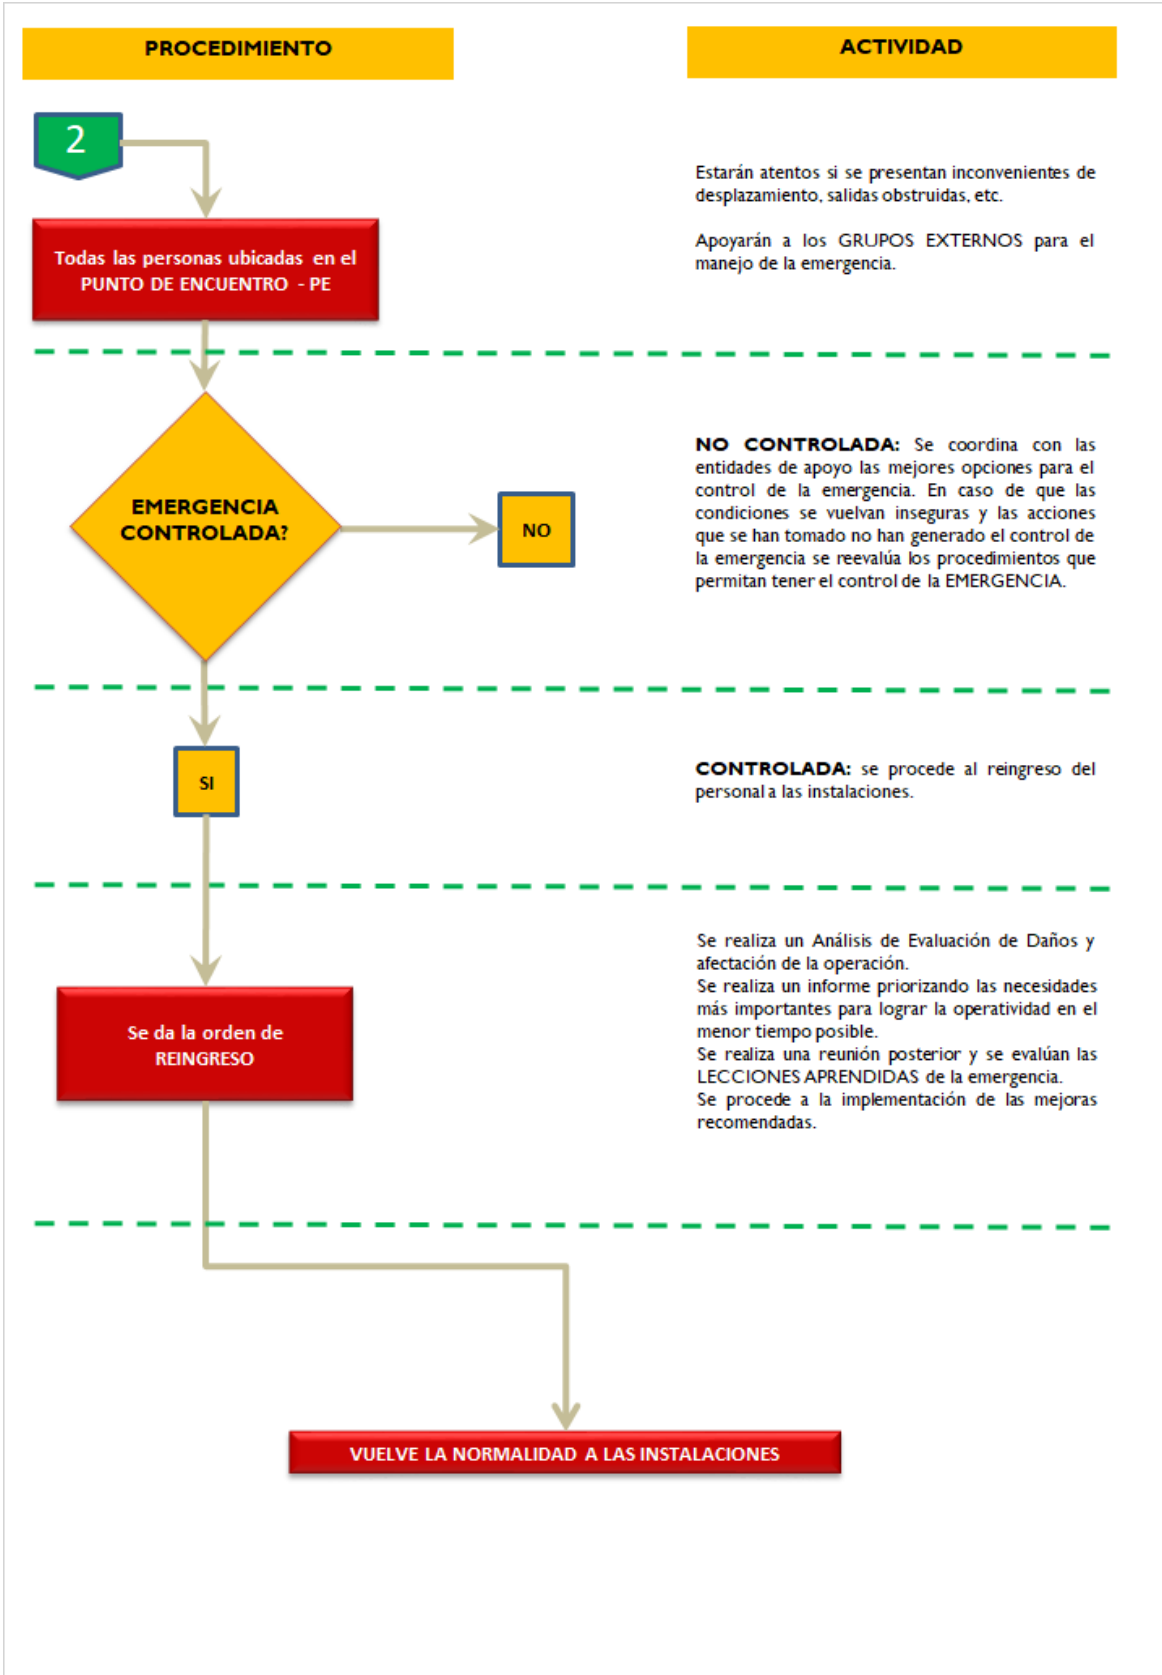 PROCEDIMIENTO
ACTIVIDAD
2
Estarán atentos si se presentan inconvenientes de
desplazamiento, salidas obstruidas, etc.
Apoyarán a los GRUPOS EXTERNOS para el
manejo de la emergencia.
Todas las personas ubicadas en el
PUNTO DE ENCUENTRO - PE
EMERGENCIA
CONTROLADA?
NO
NO CONTROLADA: Se coordina con las
entidades de apoyo las mejores opciones para el
control de la emergencia. En caso de que las
condiciones se vuelvan inseguras y las acciones
que se han tomado no han generado el control de
la emergencia se reevalúa los procedimientos que
permitan tener el control de la EMERGENCIA.
SI
CONTROLADA: se procede al reingreso del
personal a las instalaciones.
Se da la orden de
REINGRESO
Se realiza un Análisis de Evaluación de Daños y
afectación de la operación.
Se realiza un informe priorizando las necesidades
más importantes para lograr la operatividad en el
menor tiempo posible.
Se realiza una reunión posterior y se evalúan las
LECCIONES APRENDIDAS de la emergencia.
Se procede a la implementación de las mejoras
recomendadas.
VUELVE LA NORMALIDAD A LAS INSTALACIONES